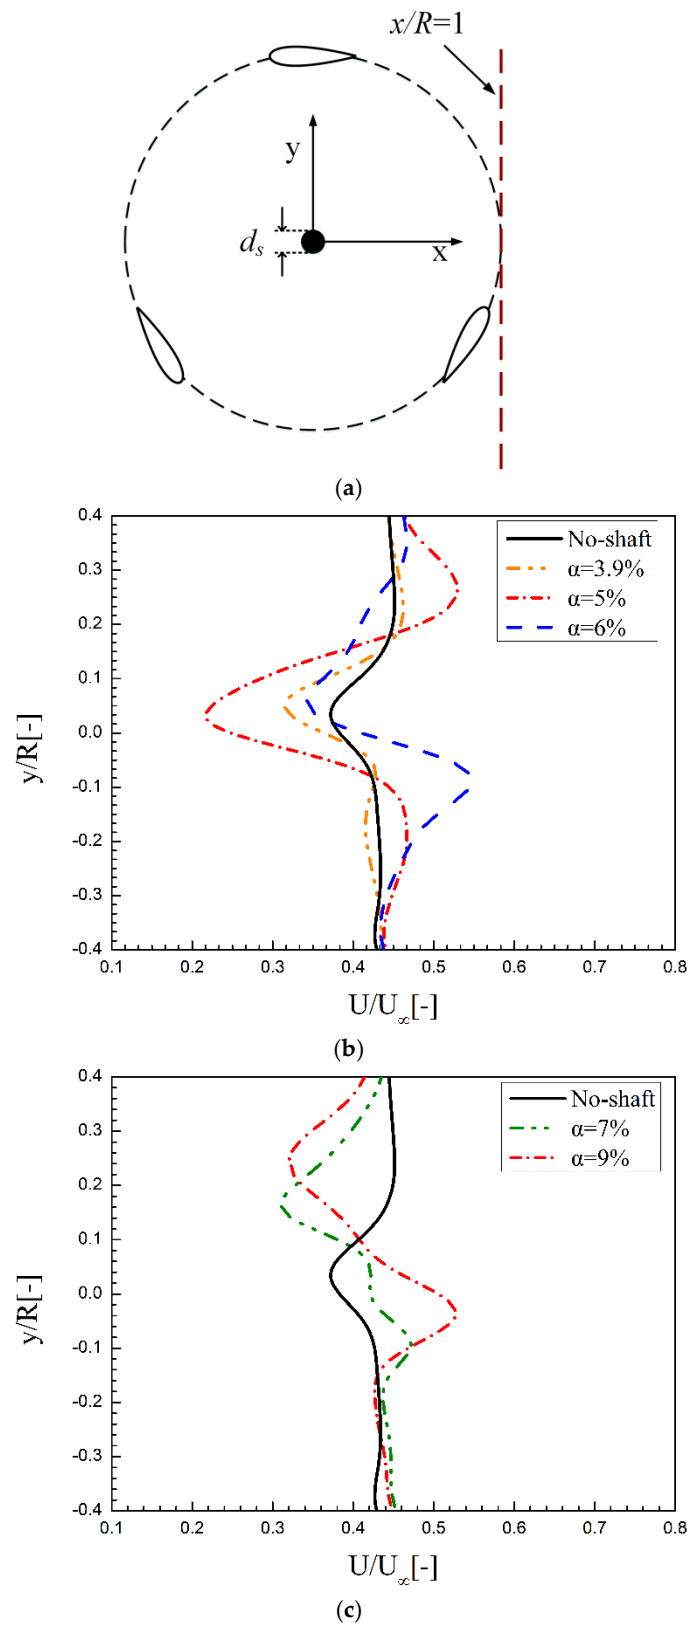 x/R=1
y
d_s
x
(a)
0.4
0.3
0.2
0.1
0.0
-0.1
-0.2
-0.3
-0.4
y/R[-]
No-shaft
α=3.9%
α=5%
α=6%
0.1 0.2 0.3 0.4 0.5 0.6 0.7 0.8
U/U∞[-]
(b)
0.4
0.3
0.2
0.1
0.0
-0.1
-0.2
-0.3
-0.4
y/R[-]
No-shaft
α=7%
α=9%
0.1 0.2 0.3 0.4 0.5 0.6 0.7 0.8
U/U∞[-]
(c)